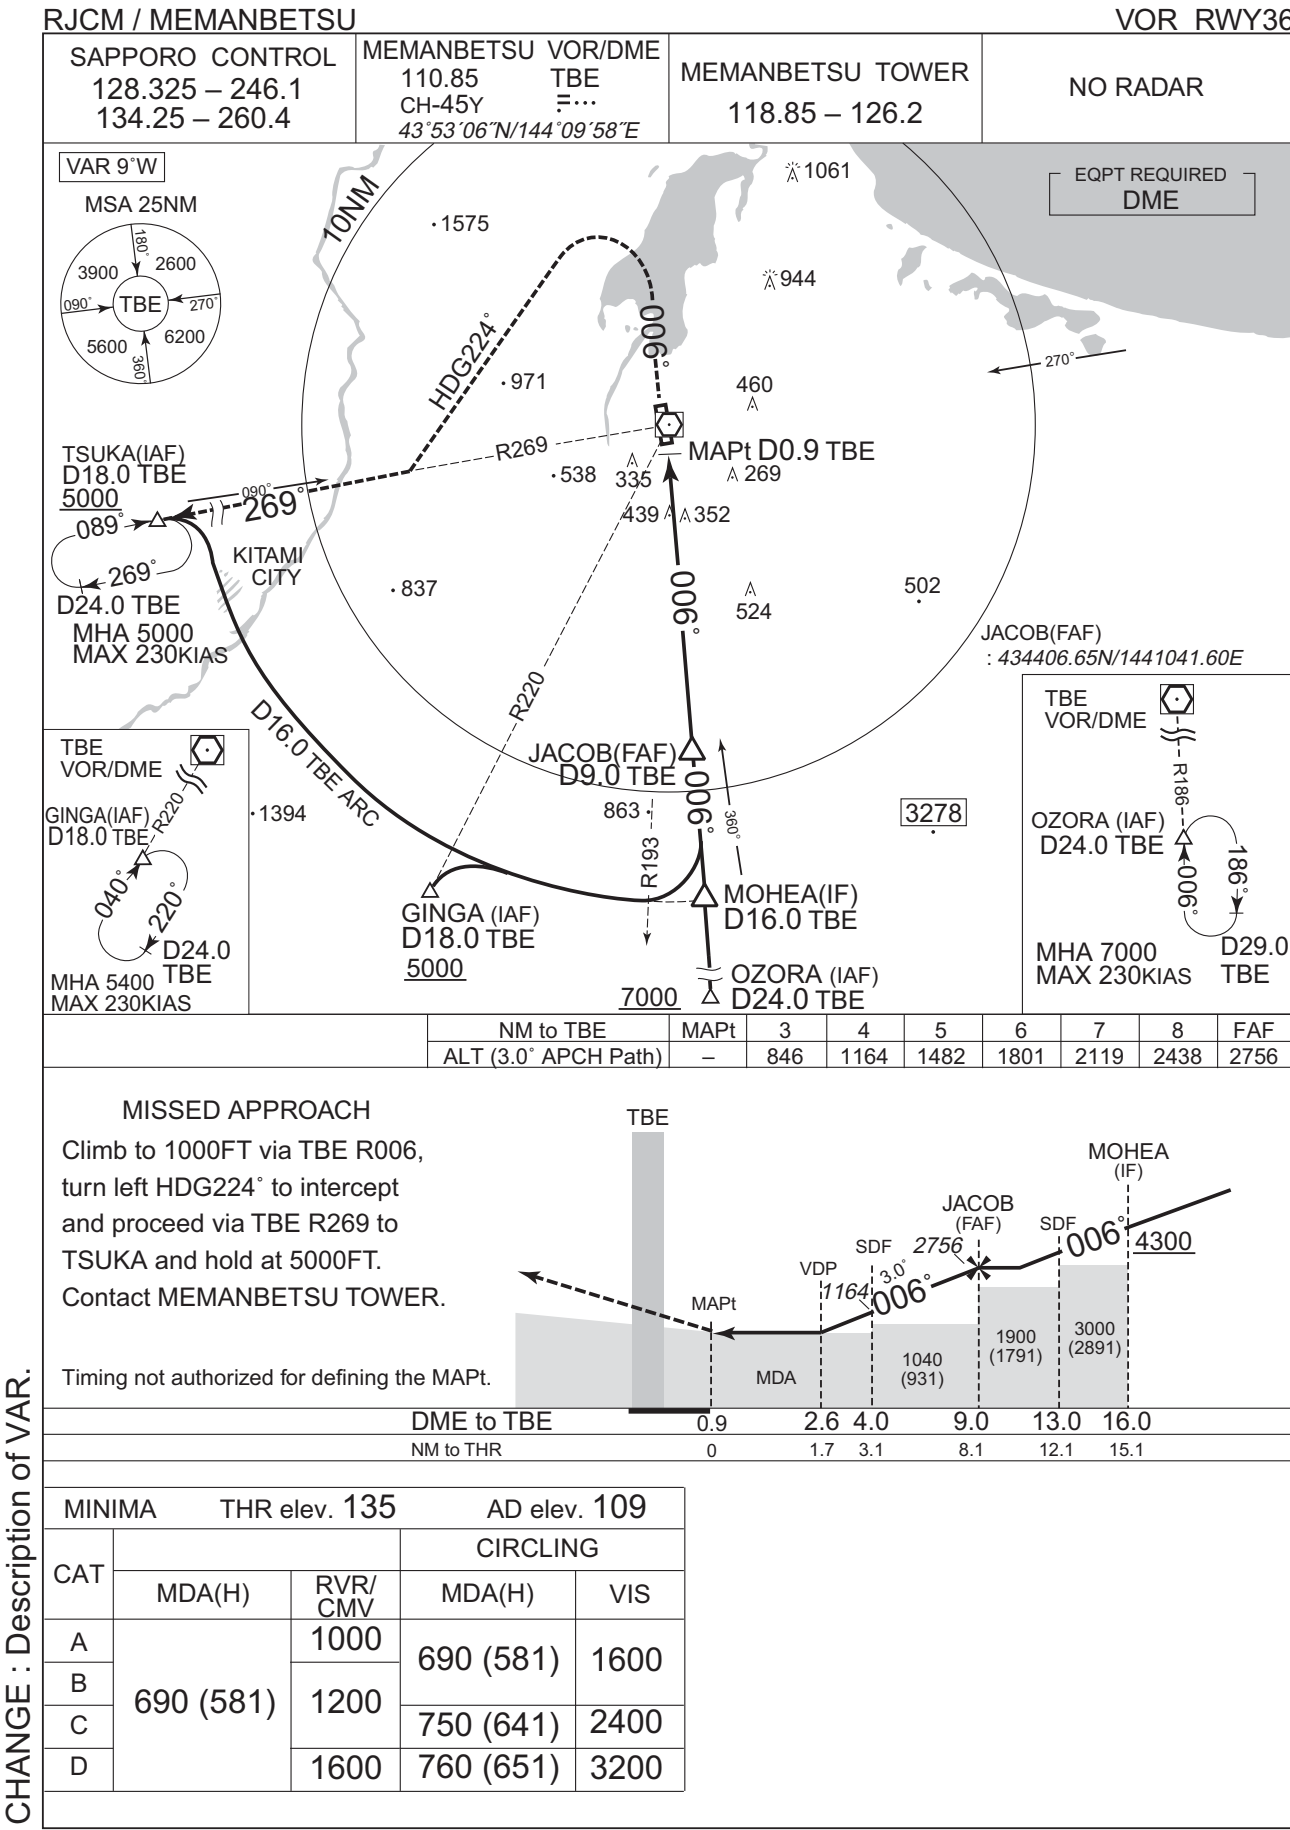 RJCM / MEMANBETSU
VOR RWY36
SAPPORO CONTROL
128.325 – 246.1
134.25 – 260.4
MEMANBETSU VOR/DME
110.85 TBE
CH-45Y
43°53′06″N/144°09′58″E
MEMANBETSU TOWER
118.85 – 126.2
NO RADAR
VAR 9°W
MSA 25NM
180°
3900
2600
090°
TBE
270°
5600
6200
360°
10NM
1575
1061
EQPT REQUIRED
DME
944
HDG224°
006°
971
460
270°
R269
MAPt D0.9 TBE
538
335
269
TSUKA(IAF)
D18.0 TBE
5000
090°
269°
089°
439
352
KITAMI
CITY
269°
D24.0 TBE
MHA 5000
MAX 230KIAS
837
006°
524
502
JACOB(FAF)
: 434406.65N/1441041.60E
R220
D16.0 TBE ARC
JACOB(FAF)
D9.0 TBE
006°
360°
863
R193
3278
1394
TBE
VOR/DME
GINGA(IAF)
D18.0 TBE
R220
040°
220°
D24.0
TBE
MHA 5400
MAX 230KIAS
GINGA (IAF)
D18.0 TBE
5000
MOHEA(IF)
D16.0 TBE
OZORA (IAF)
7000
D24.0 TBE
TBE
VOR/DME
R186
OZORA (IAF)
D24.0 TBE
006°
186°
MHA 7000
MAX 230KIAS
D29.0
TBE
NM to TBE MAPt 3 4 5 6 7 8 FAF
ALT (3.0° APCH Path) – 846 1164 1482 1801 2119 2438 2756
MISSED APPROACH
Climb to 1000FT via TBE R006,
turn left HDG224° to intercept
and proceed via TBE R269 to
TSUKA and hold at 5000FT.
Contact MEMANBETSU TOWER.
Timing not authorized for defining the MAPt.
TBE
MOHEA
(IF)
JACOB
(FAF)
SDF
006°
4300
2756
SDF
3.0°
VDP
1164
006°
MAPt
MDA
1040
(931)
1900
(1791)
3000
(2891)
DME to TBE 0.9 2.6 4.0 9.0 13.0 16.0
NM to THR 0 1.7 3.1 8.1 12.1 15.1
MINIMA THR elev. 135 AD elev. 109
CIRCLING
CAT
MDA(H)
RVR/
CMV
MDA(H)
VIS
A 1000
690 (581) 1600
B
690 (581) 1200
C 750 (641) 2400
D 1600 760 (651) 3200
CHANGE : Description of VAR.